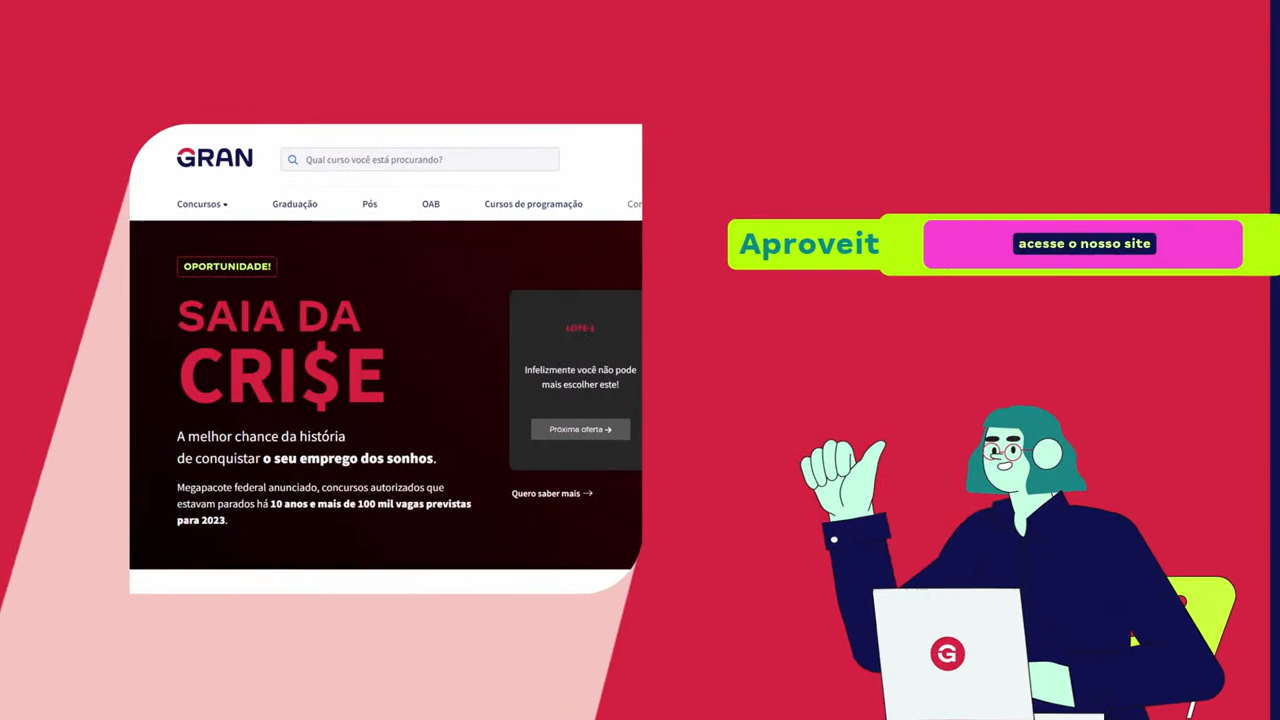 GRAN
Qual curso você está procurando?
Concursos
Graduação
Pós
OAB
Cursos de programação
OPORTUNIDADE!
SAIA DA
CRI$E
A melhor chance da história
de conquistar o seu emprego dos sonhos.
Megapacote federal anunciado, concursos autorizados que
estavam parados há 10 anos e mais de 100 mil vagas previstas
para 2023.
LOTE 1
Infelizmente você não pode
mais escolher este!
Próxima oferta →
Quero saber mais →
Aproveit
acesse o nosso site
G